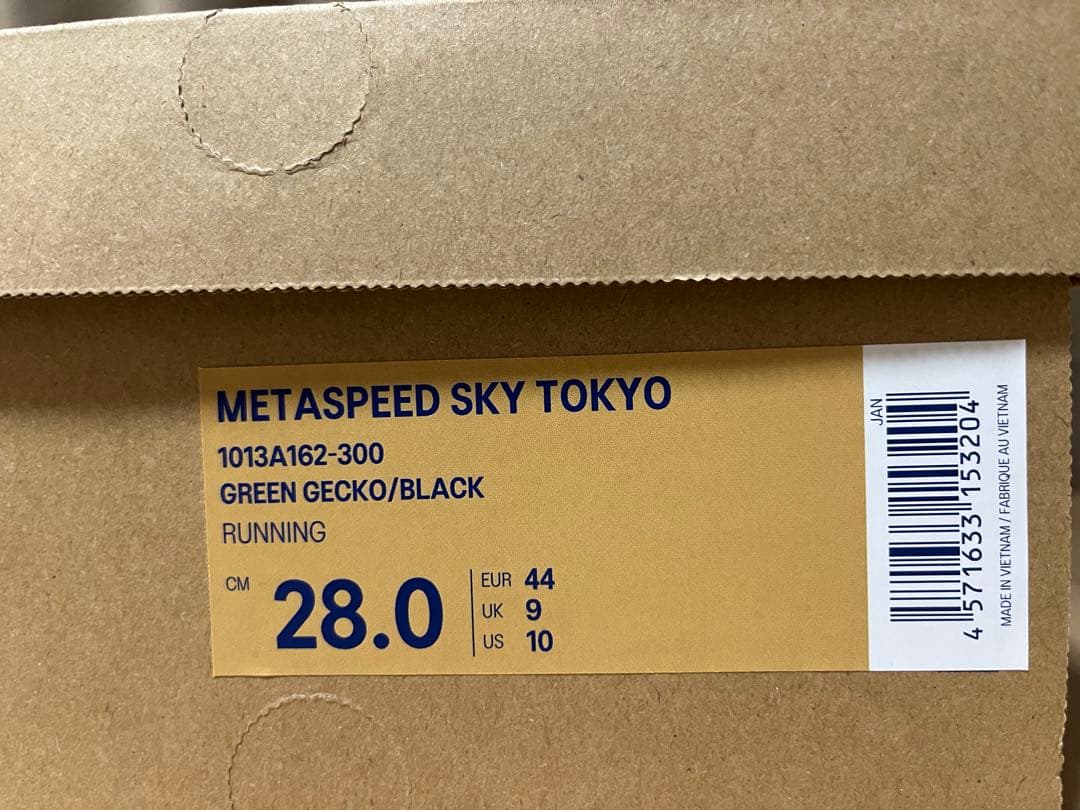 METASPEED SKY TOKYO
1013A162-300
GREEN GECKO/BLACK
RUNNING
CM 28.0
EUR 44
UK 9
US 10
JAN
4 571633 153204
MADE IN VIETNAM / FABRIQUE AU VIETNAM